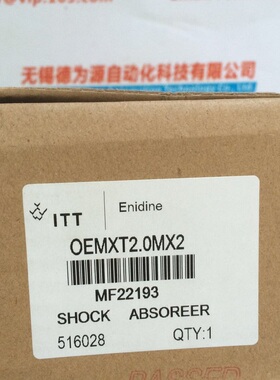 无锡德为源自动化科技有限公司
ITT
Enidine
OEMXT2.0MX2
MF22193
SHOCK ABSOREER
516028 QTY:1